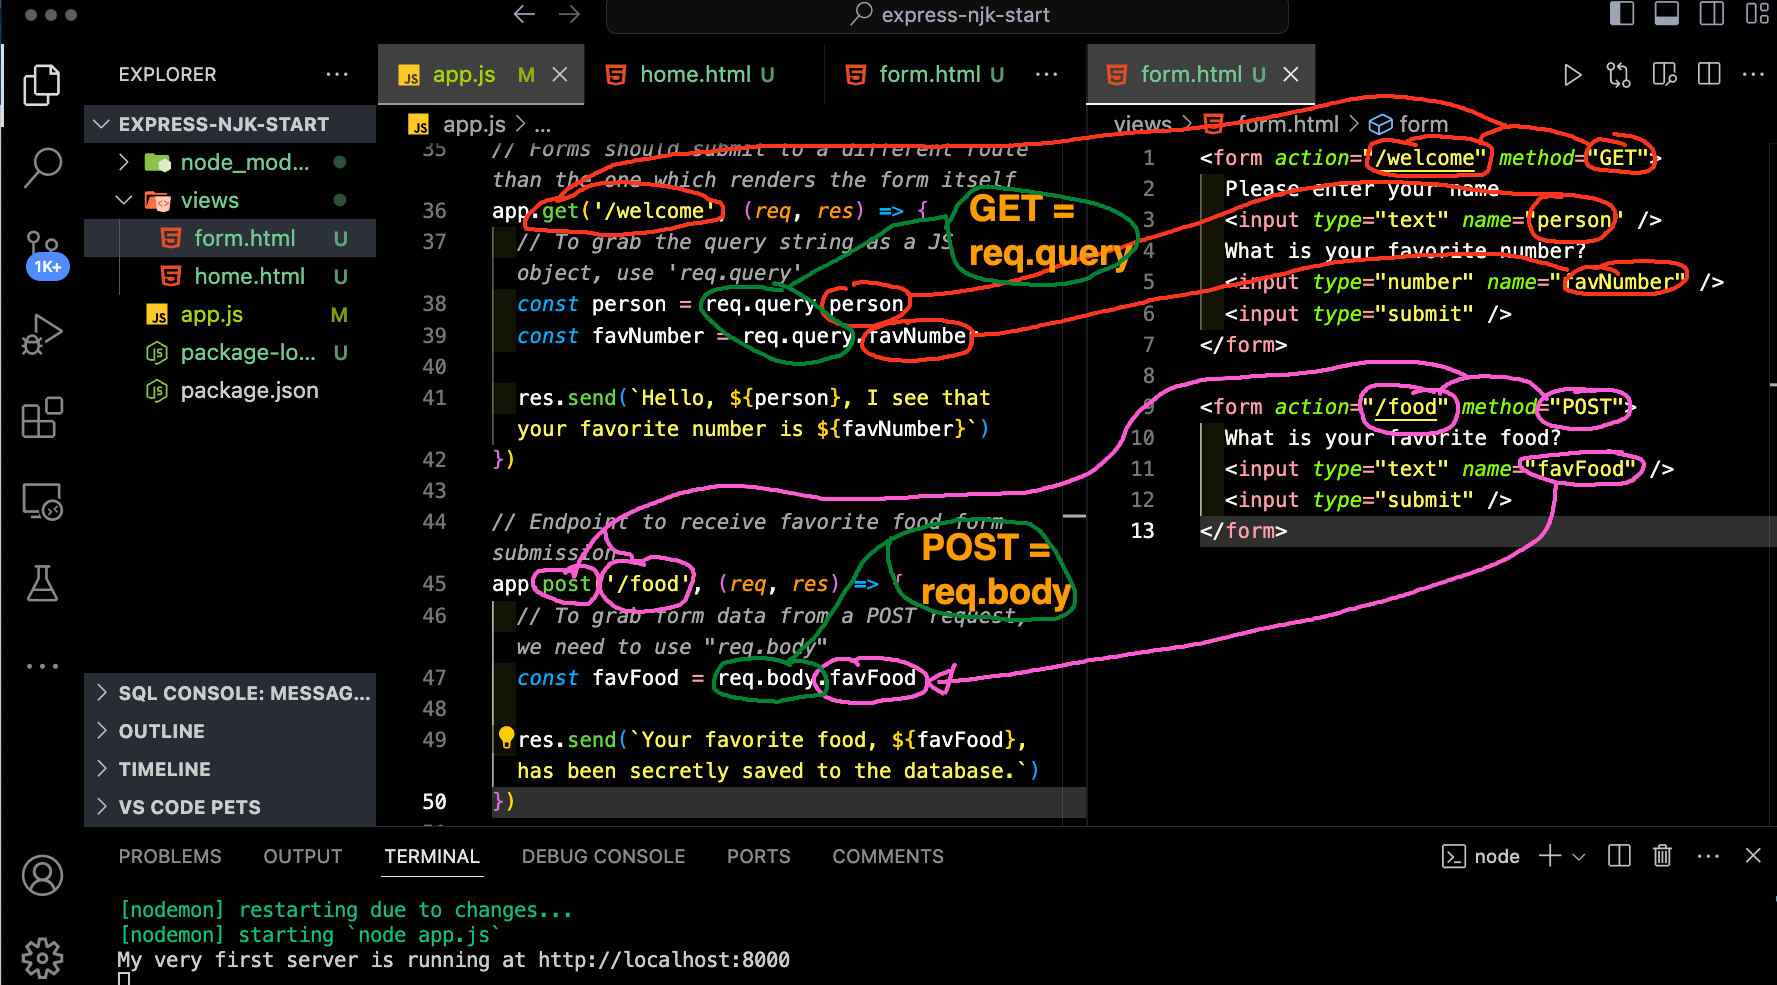 express-njk-start
EXPLORER
EXPRESS-NJK-START
node_mod...
views
form.html U
home.html U
app.js M
package-lo... U
package.json
SQL CONSOLE: MESSAG...
OUTLINE
TIMELINE
VS CODE PETS
1K+
JS app.js M
home.html U
form.html U
JS app.js > ...
35 // Forms should submit to a different route
than the one which renders the form itself
36 app.get('/welcome', (req, res) => {
37 // To grab the query string as a JS
object, use 'req.query'
38 const person = req.query.person
39 const favNumber = req.query.favNumber
40
41 res.send(`Hello, ${person}, I see that
your favorite number is ${favNumber}`)
42 })
43
44 // Endpoint to receive favorite food form
submission
45 app.post('/food', (req, res) => {
46 // To grab form data from a POST request,
we need to use "req.body"
47 const favFood = req.body.favFood
48
49 res.send(`Your favorite food, ${favFood},
has been secretly saved to the database.`)
50 })
GET =
req.query
POST =
req.body
form.html U
views > form.html > form
1 <form action="/welcome" method="GET">
2 Please enter your name
3 <input type="text" name="person" />
4 What is your favorite number?
5 <input type="number" name="favNumber" />
6 <input type="submit" />
7 </form>
8
9 <form action="/food" method="POST">
10 What is your favorite food?
11 <input type="text" name="favFood" />
12 <input type="submit" />
13 </form>
PROBLEMS OUTPUT TERMINAL DEBUG CONSOLE PORTS COMMENTS
node
[nodemon] restarting due to changes...
[nodemon] starting `node app.js`
My very first server is running at http://localhost:8000